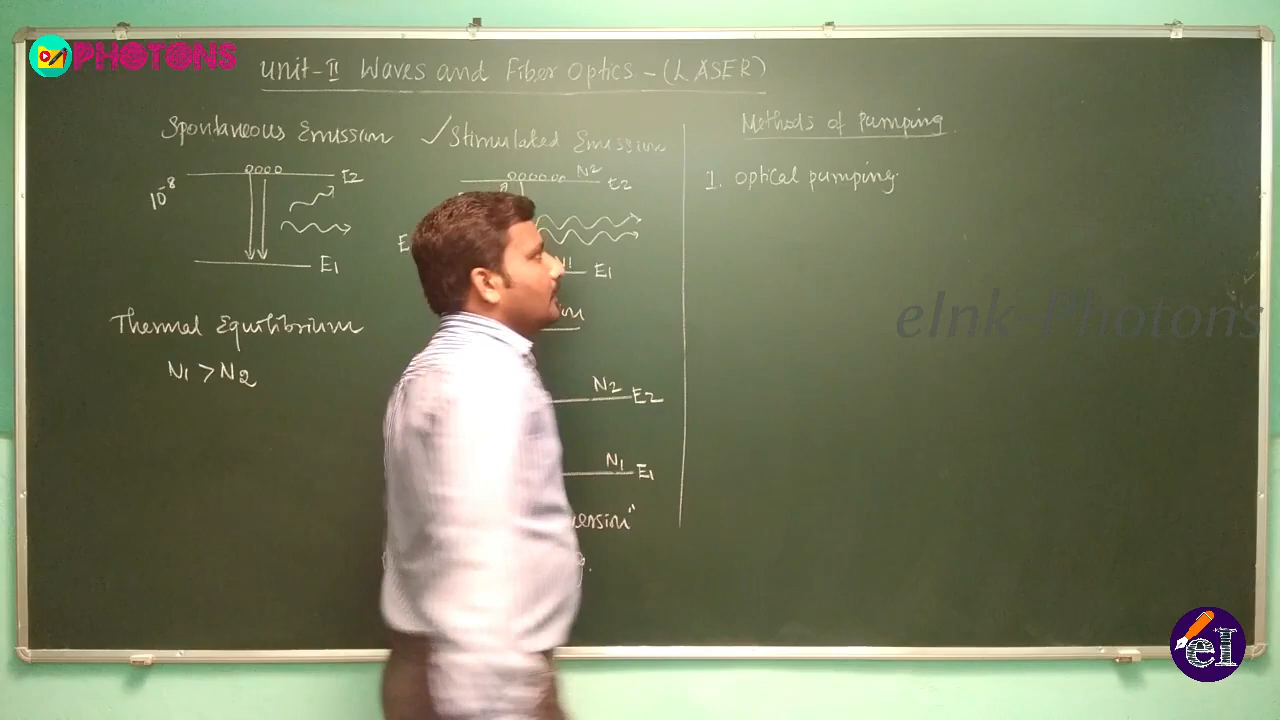 PHOTONS
Unit-II Waves and Fiber Optics - (LASER)
Spontaneous Emission
10⁻⁸
E2
E1
Thermal Equilibrium
N1 > N2
✓ Stimulated Emission
N2
E2
E1
N2
E2
N1
E1
Methods of Pumping
1. Optical pumping.
eInk-Photons
eI